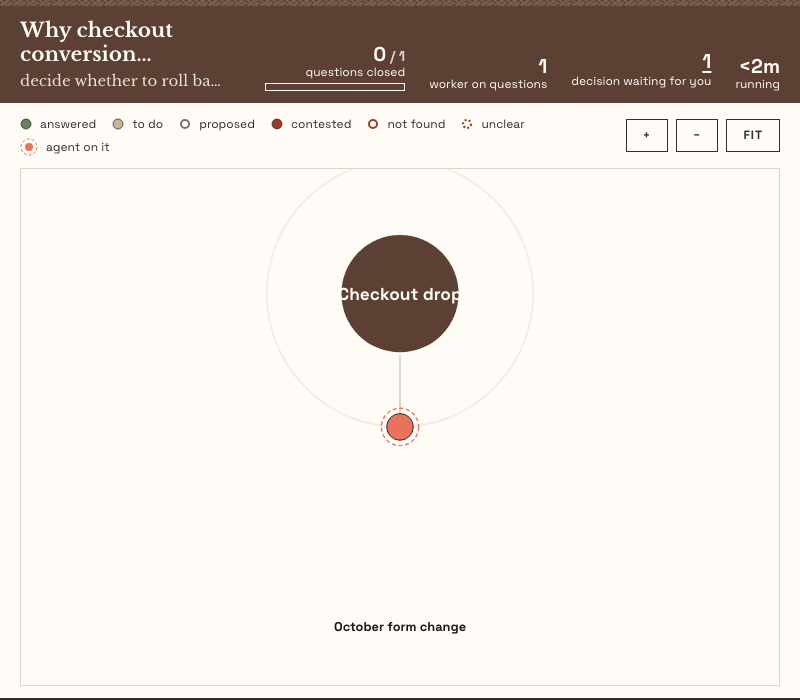 Why checkout
conversion...
decide whether to roll ba...
0 / 1
questions closed
1
worker on questions
1
decision waiting for you
<2m
running
answered
to do
proposed
contested
not found
unclear
agent on it
+
−
FIT
Checkout drop
October form change